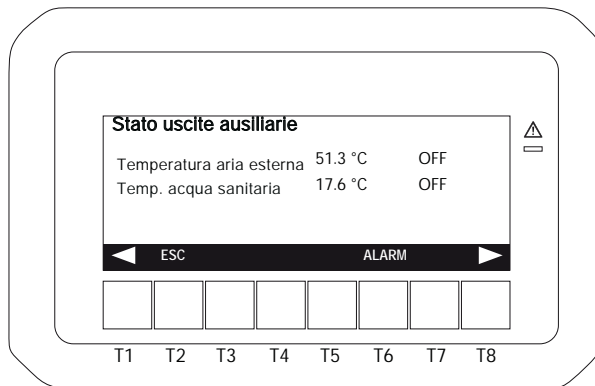 Stato uscite ausiliarie
Temperatura aria esterna 51.3 °C OFF
Temp. acqua sanitaria 17.6 °C OFF
ESC ALARM
T1 T2 T3 T4 T5 T6 T7 T8